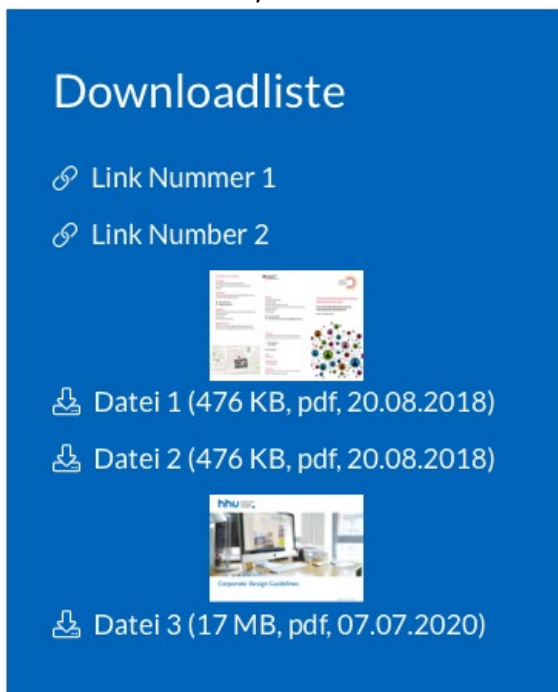 Downloadliste
Link Nummer 1
Link Number 2
Datei 1 (476 KB, pdf, 20.08.2018)
Datei 2 (476 KB, pdf, 20.08.2018)
hhu
Corporate Design Guidelines
Datei 3 (17 MB, pdf, 07.07.2020)